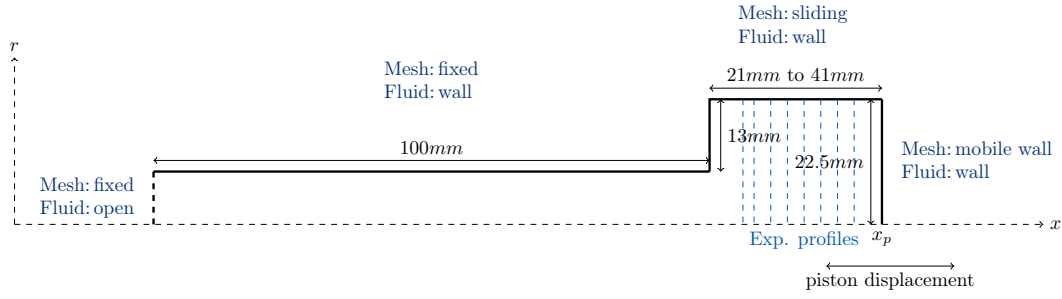 Mesh: sliding
Fluid: wall
r
Mesh: fixed
Fluid: wall
21mm to 41mm
13mm
100mm
22.5mm
Mesh: mobile wall
Fluid: wall
Mesh: fixed
Fluid: open
x
Exp. profiles
x_p
piston displacement